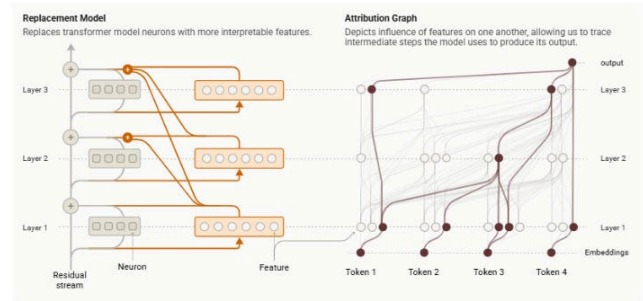 Replacement Model
Replaces transformer model neurons with more interpretable features.
Attribution Graph
Depicts influence of features on one another, allowing us to trace
intermediate steps the model uses to produce its output.
output
Layer 3
Layer 3
Layer 2
Layer 2
Layer 1
Layer 1
Embeddings
Residual
stream
Neuron
Feature
Token 1
Token 2
Token 3
Token 4